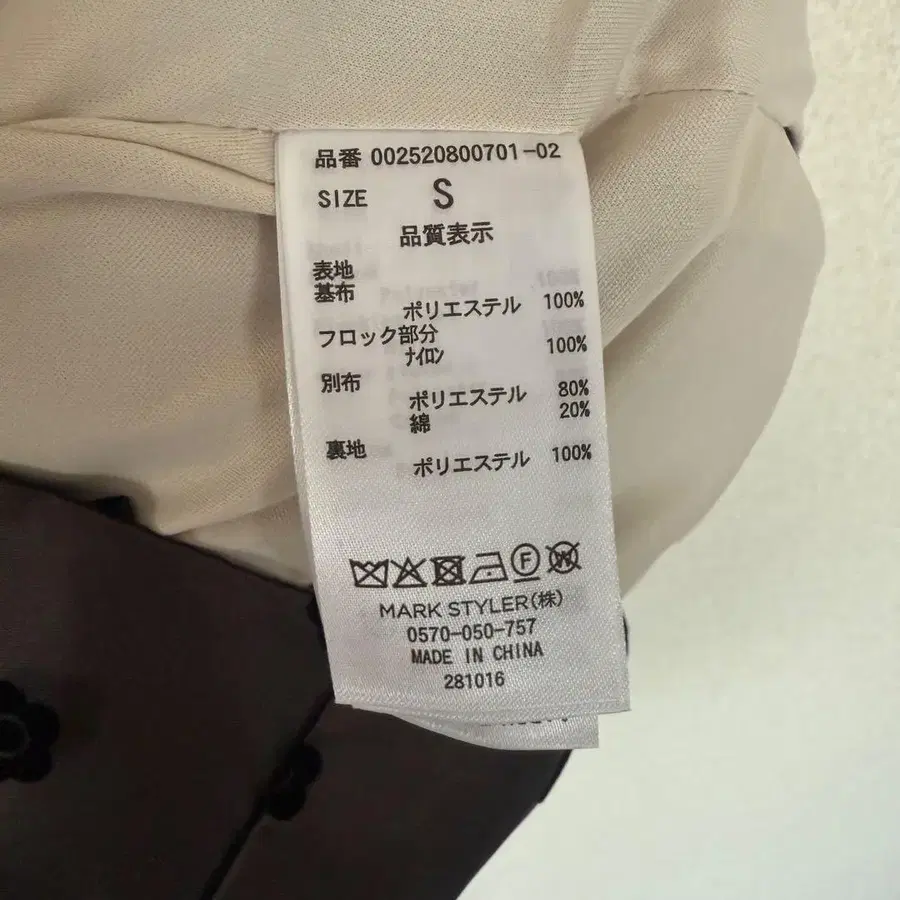 品番 002520800701-02
SIZE S
品質表示
表地
基布
ポリエステル 100%
フロック部分
ﾅｲﾛﾝ 100%
別布
ポリエステル 80%
綿 20%
裏地
ポリエステル 100%
F W
MARK STYLER(株)
0570-050-757
MADE IN CHINA
281016